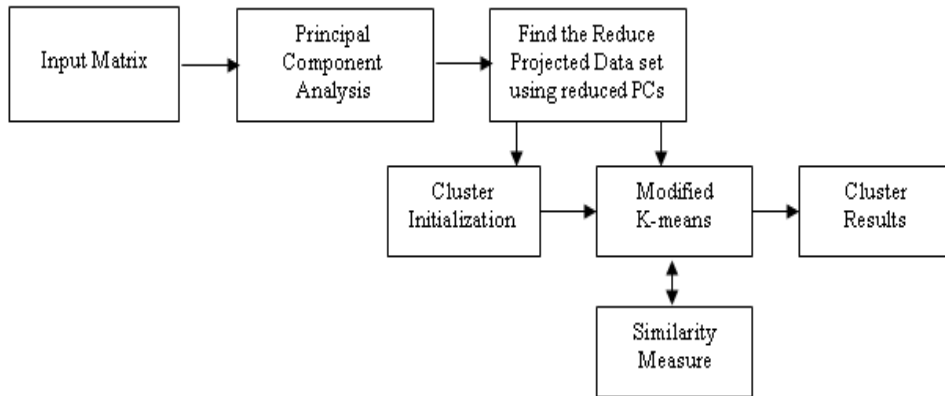 Input Matrix
Principal
Component
Analysis
Find the Reduce
Projected Data set
using reduced PCs
Cluster
Initialization
Modified
K-means
Cluster
Results
Similarity
Measure